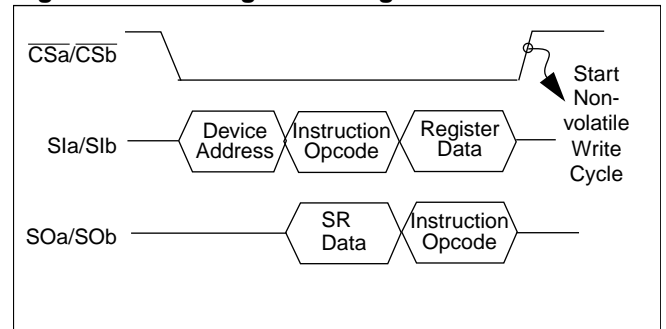 CSa/CSb
Start
Non-
volatile
Write
Cycle
SIa/SIb
Device
Address
Instruction
Opcode
Register
Data
SOa/SOb
SR
Data
Instruction
Opcode